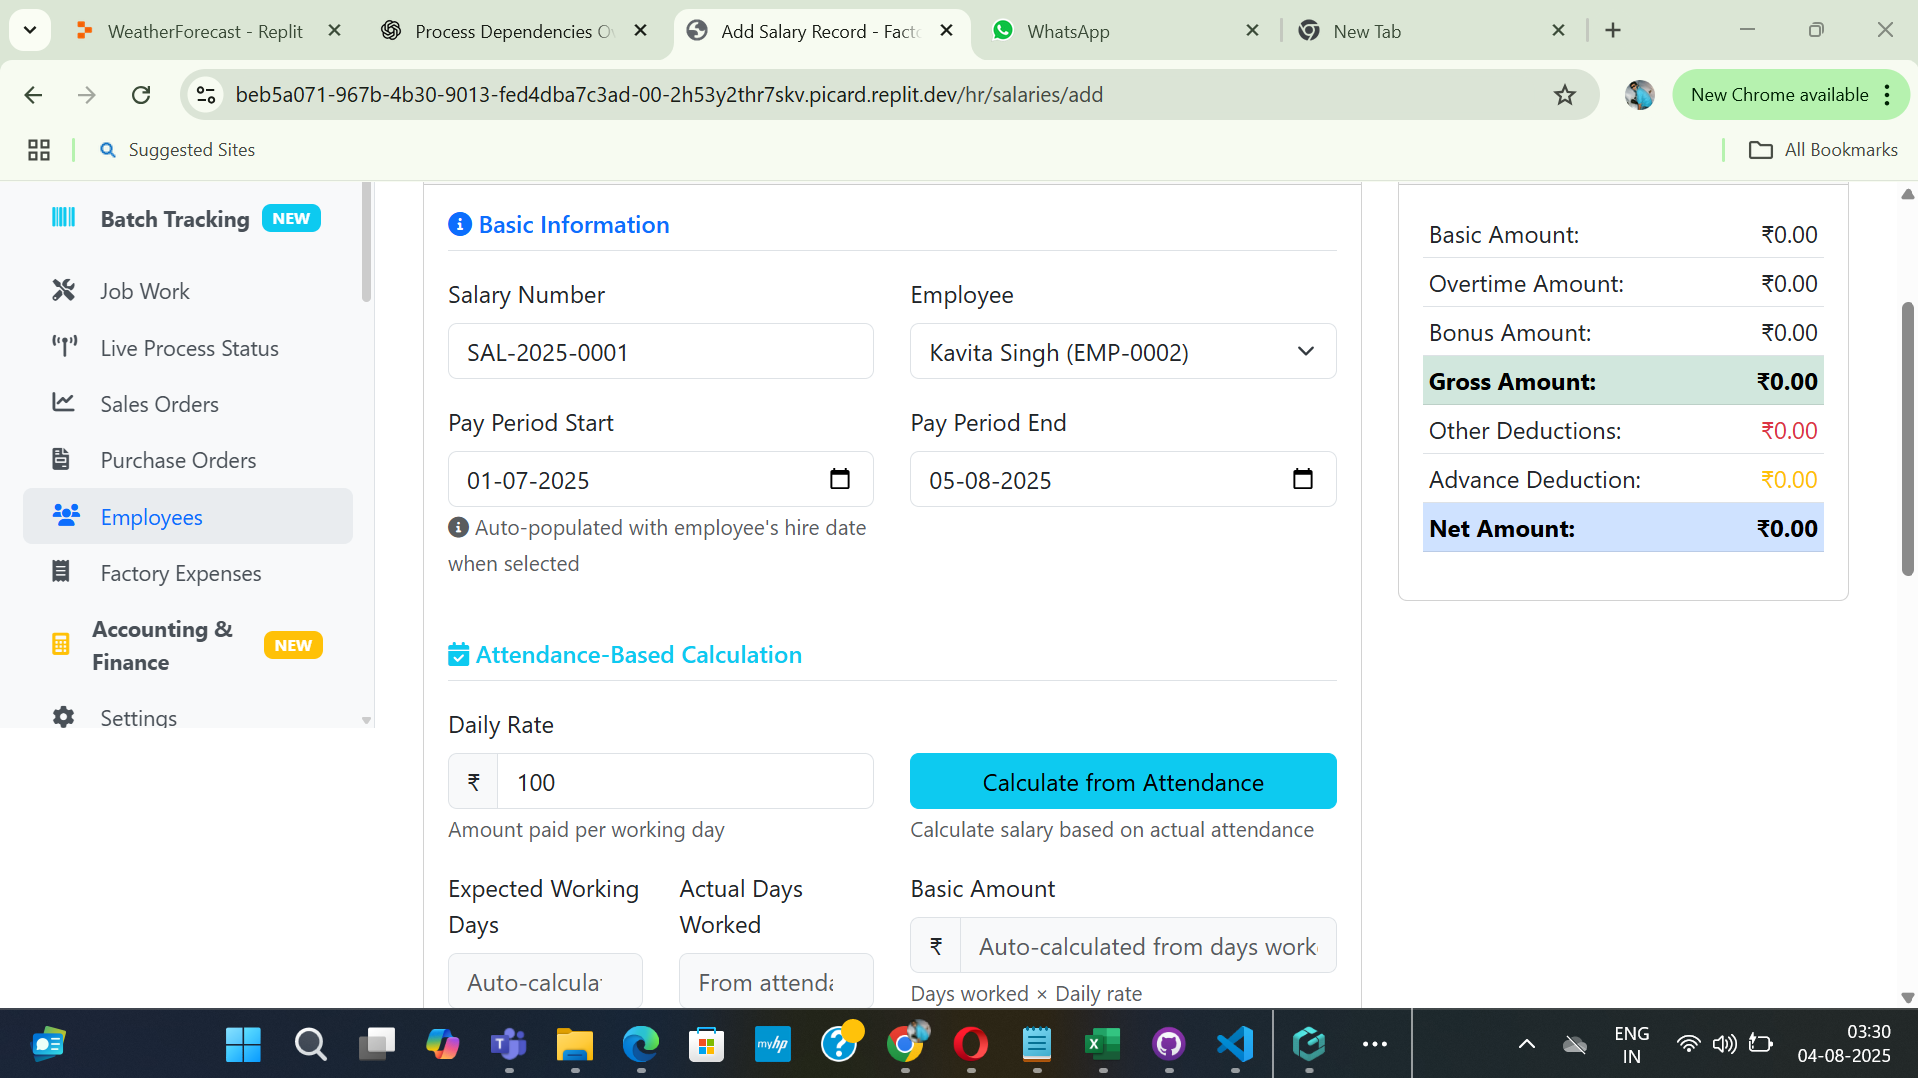 WeatherForecast - Replit
Process Dependencies Ov
Add Salary Record - Facto
WhatsApp
New Tab
beb5a071-967b-4b30-9013-fed4dba7c3ad-00-2h53y2thr7skv.picard.replit.dev/hr/salaries/add
New Chrome available
Suggested Sites
All Bookmarks
Batch Tracking NEW
Job Work
Live Process Status
Sales Orders
Purchase Orders
Employees
Factory Expenses
Accounting &
Finance
NEW
Settings
Basic Information
Salary Number
SAL-2025-0001
Employee
Kavita Singh (EMP-0002)
Pay Period Start
01-07-2025
Auto-populated with employee's hire date
when selected
Pay Period End
05-08-2025
Attendance-Based Calculation
Daily Rate
₹ 100
Amount paid per working day
Calculate from Attendance
Calculate salary based on actual attendance
Expected Working
Days
Auto-calcula
Actual Days
Worked
From attenda
Basic Amount
₹ Auto-calculated from days work
Days worked × Daily rate
Basic Amount: ₹0.00
Overtime Amount: ₹0.00
Bonus Amount: ₹0.00
Gross Amount: ₹0.00
Other Deductions: ₹0.00
Advance Deduction: ₹0.00
Net Amount: ₹0.00
myhp
ENG
IN
03:30
04-08-2025